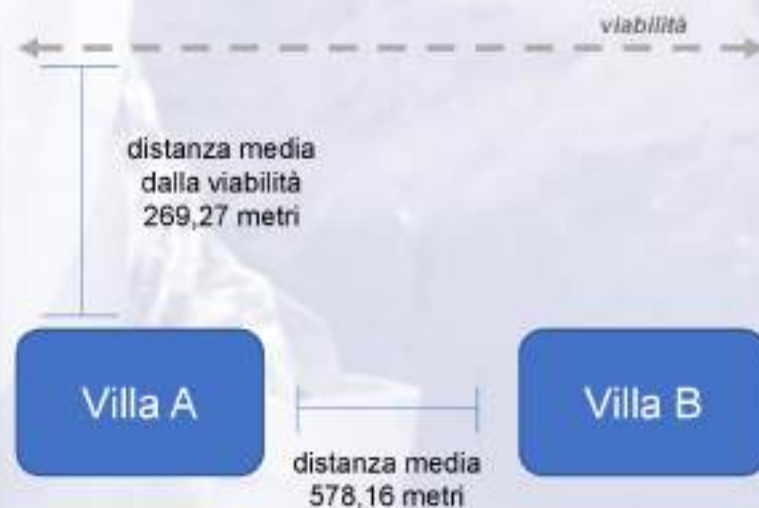 viabilità
distanza media
dalla viabilità
269,27 metri
Villa A
Villa B
distanza media
578,16 metri